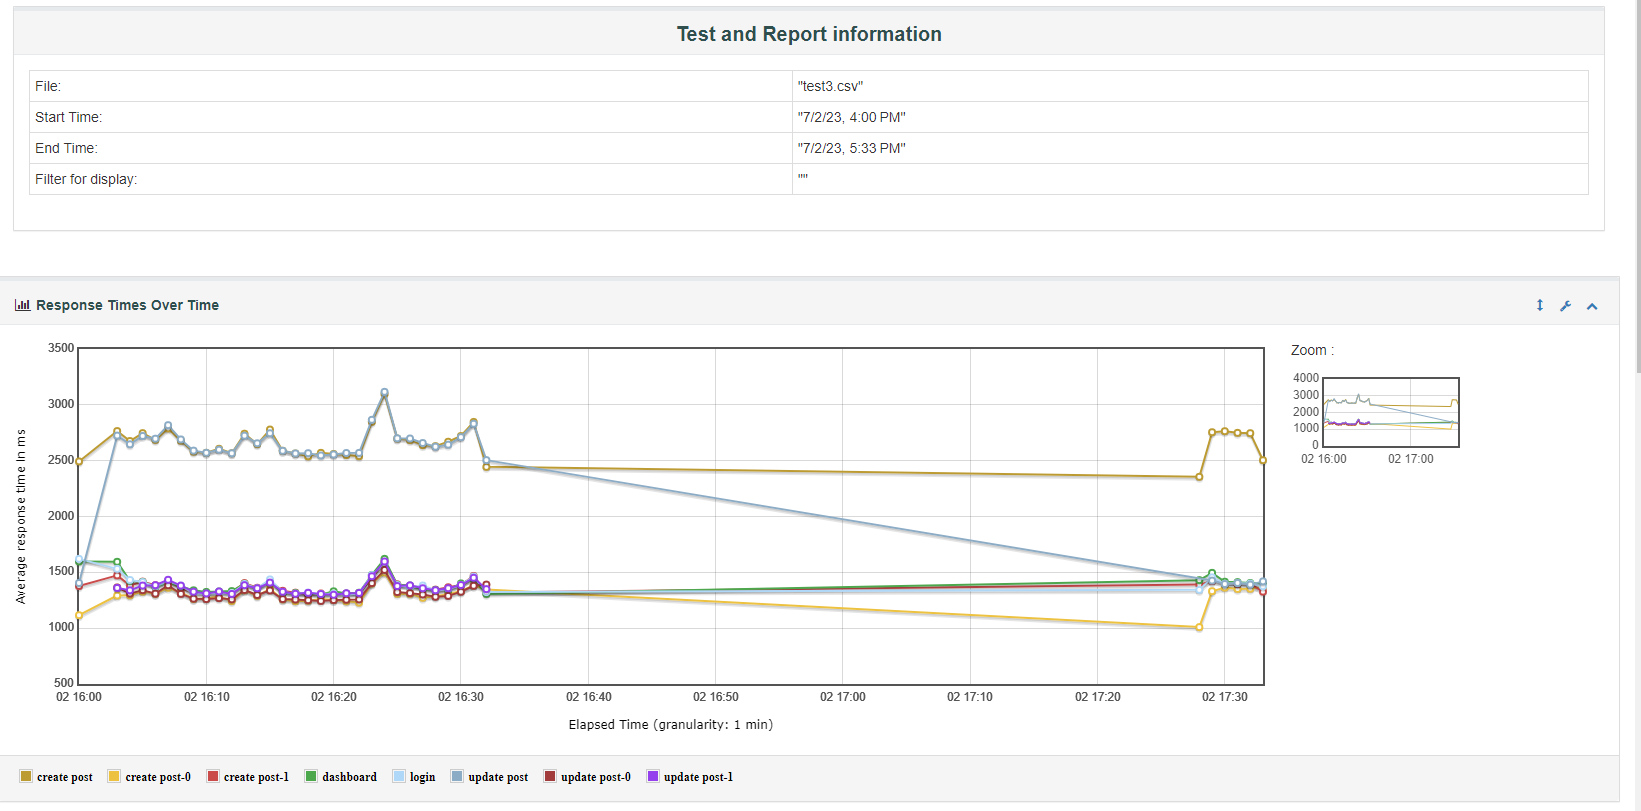 Test and Report information
File: "test3.csv"
Start Time: "7/2/23, 4:00 PM"
End Time: "7/2/23, 5:33 PM"
Filter for display: ""
Response Times Over Time
Zoom :
3500
3000
2500
2000
1500
1000
500
Average response time in ms
02 16:00 02 16:10 02 16:20 02 16:30 02 16:40 02 16:50 02 17:00 02 17:10 02 17:20 02 17:30
Elapsed Time (granularity: 1 min)
4000
3000
2000
1000
0
02 16:00 02 17:00
create post create post-0 create post-1 dashboard login update post update post-0 update post-1